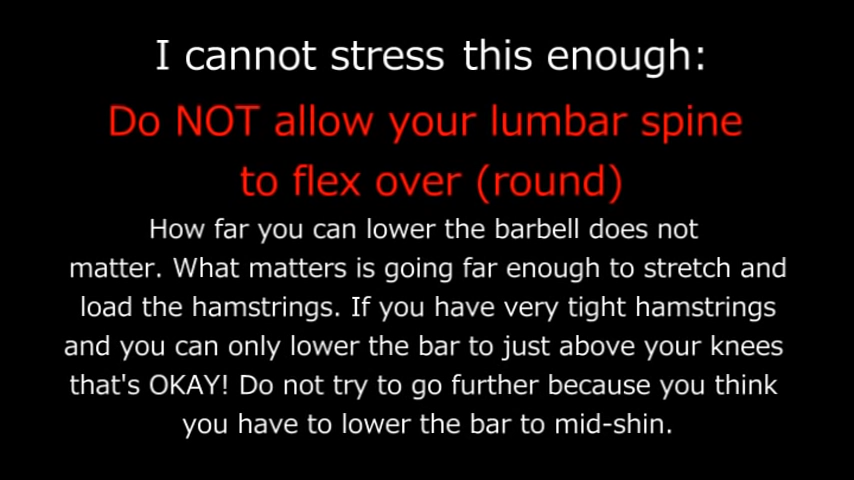 I cannot stress this enough:
Do NOT allow your lumbar spine
to flex over (round)
How far you can lower the barbell does not
matter. What matters is going far enough to stretch and
load the hamstrings. If you have very tight hamstrings
and you can only lower the bar to just above your knees
that's OKAY! Do not try to go further because you think
you have to lower the bar to mid-shin.